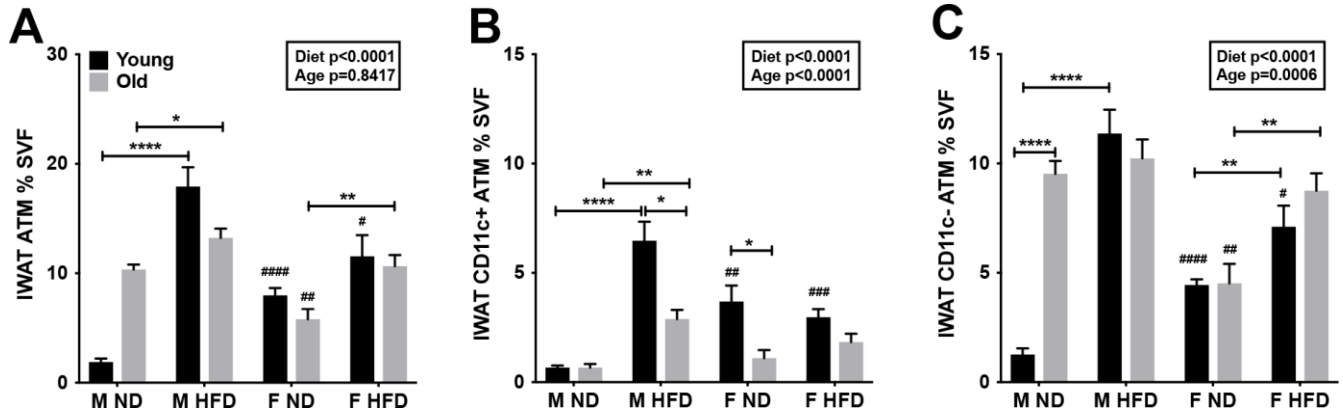 A
IWAT ATM % SVF
30
20
10
0
Young
Old
Diet p<0.0001
Age p=0.8417
*
****
**
#
####
##
M ND M HFD F ND F HFD
B
IWAT CD11c+ ATM % SVF
15
10
5
0
Diet p<0.0001
Age p<0.0001
**
****
*
*
##
###
M ND M HFD F ND F HFD
C
IWAT CD11c- ATM % SVF
15
10
5
0
Diet p<0.0001
Age p=0.0006
****
****
**
**
#
####
##
M ND M HFD F ND F HFD